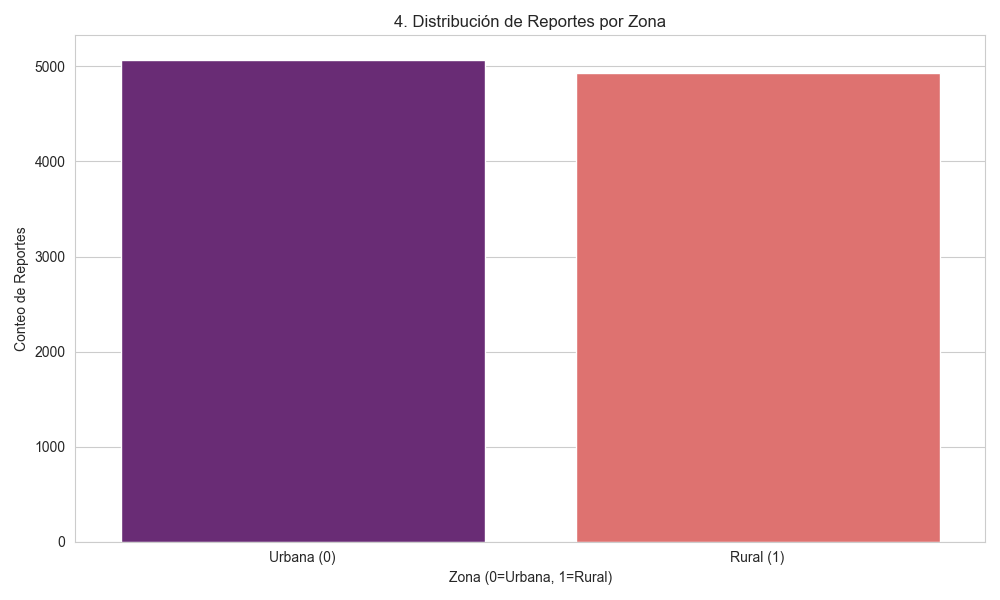 4. Distribución de Reportes por Zona
Conteo de Reportes
5000
4000
3000
2000
1000
0
Urbana (0)
Rural (1)
Zona (0=Urbana, 1=Rural)